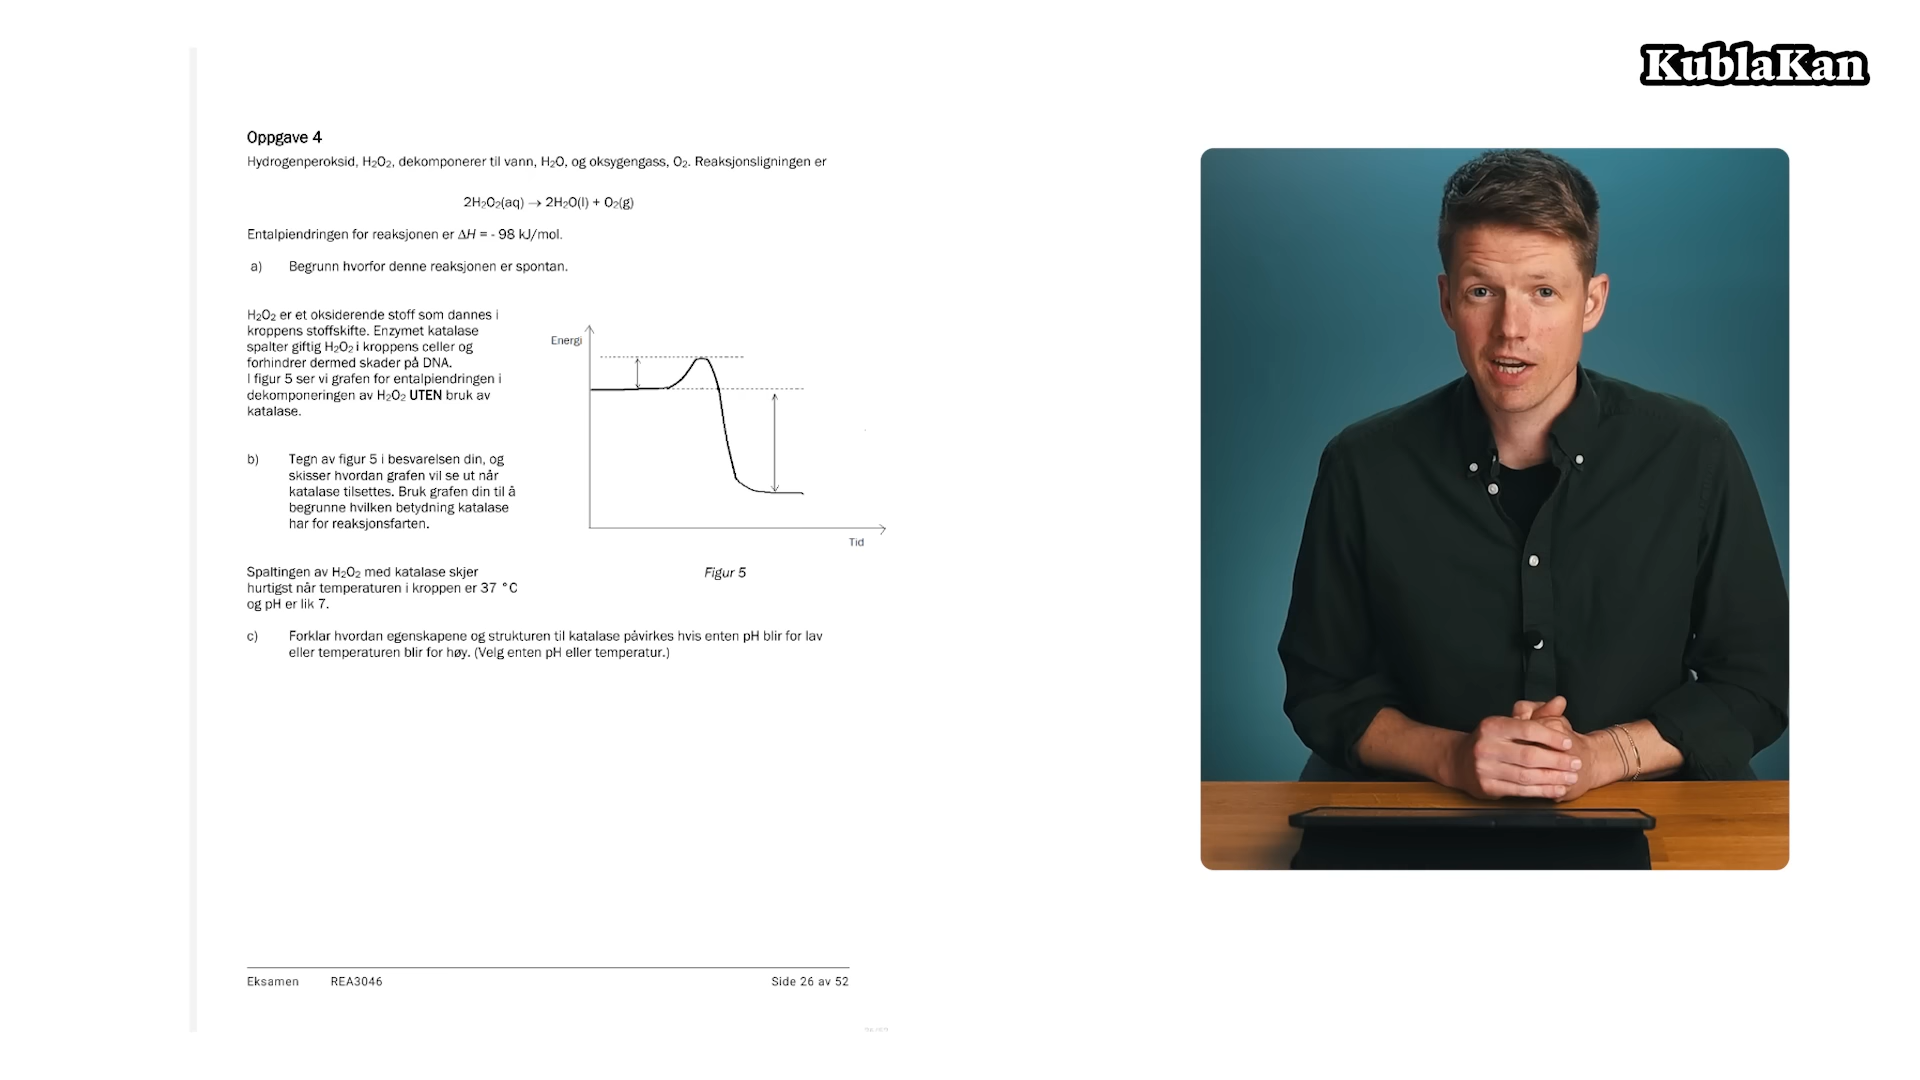 KublaKan
Oppgave 4
Hydrogenperoksid, H₂O₂, dekomponerer til vann, H₂O, og oksygengass, O₂. Reaksjonsligningen er
2H₂O₂(aq) → 2H₂O(l) + O₂(g)
Entalpiendringen for reaksjonen er ΔH = - 98 kJ/mol.
a) Begrunn hvorfor denne reaksjonen er spontan.
H₂O₂ er et oksiderende stoff som dannes i
kroppens stoffskifte. Enzymet katalase
spalter giftig H₂O₂ i kroppens celler og
forhindrer dermed skader på DNA.
I figur 5 ser vi grafen for entalpiendringen i
dekomponeringen av H₂O₂ UTEN bruk av
katalase.
Energi
Tid
Figur 5
b) Tegn av figur 5 i besvarelsen din, og
skisser hvordan grafen vil se ut når
katalase tilsettes. Bruk grafen din til å
begrunne hvilken betydning katalase
har for reaksjonsfarten.
Spaltingen av H₂O₂ med katalase skjer
hurtigst når temperaturen i kroppen er 37 °C
og pH er lik 7.
c) Forklar hvordan egenskapene og strukturen til katalase påvirkes hvis enten pH blir for lav
eller temperaturen blir for høy. (Velg enten pH eller temperatur.)
Eksamen REA3046 Side 26 av 52